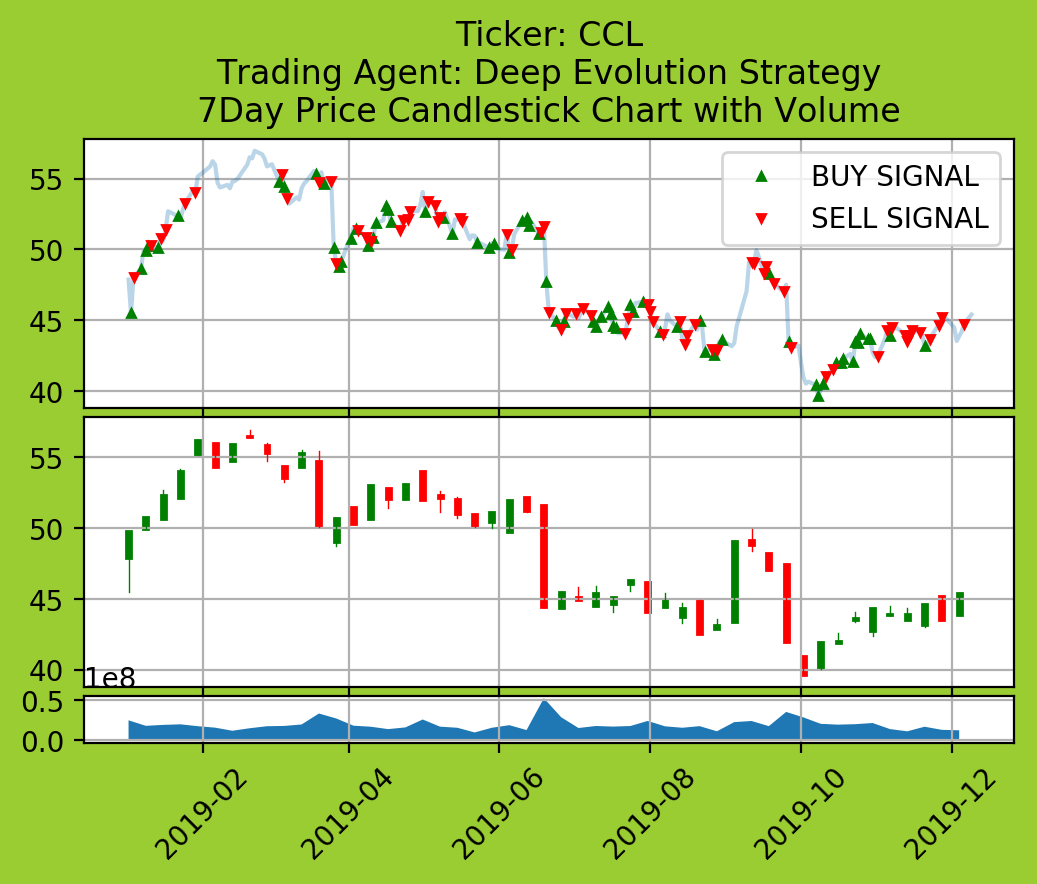 Ticker: CCL
Trading Agent: Deep Evolution Strategy
7Day Price Candlestick Chart with Volume
BUY SIGNAL
SELL SIGNAL
55
50
45
40
55
50
45
40
1e8
0.5
0.0
2019-02
2019-04
2019-06
2019-08
2019-10
2019-12